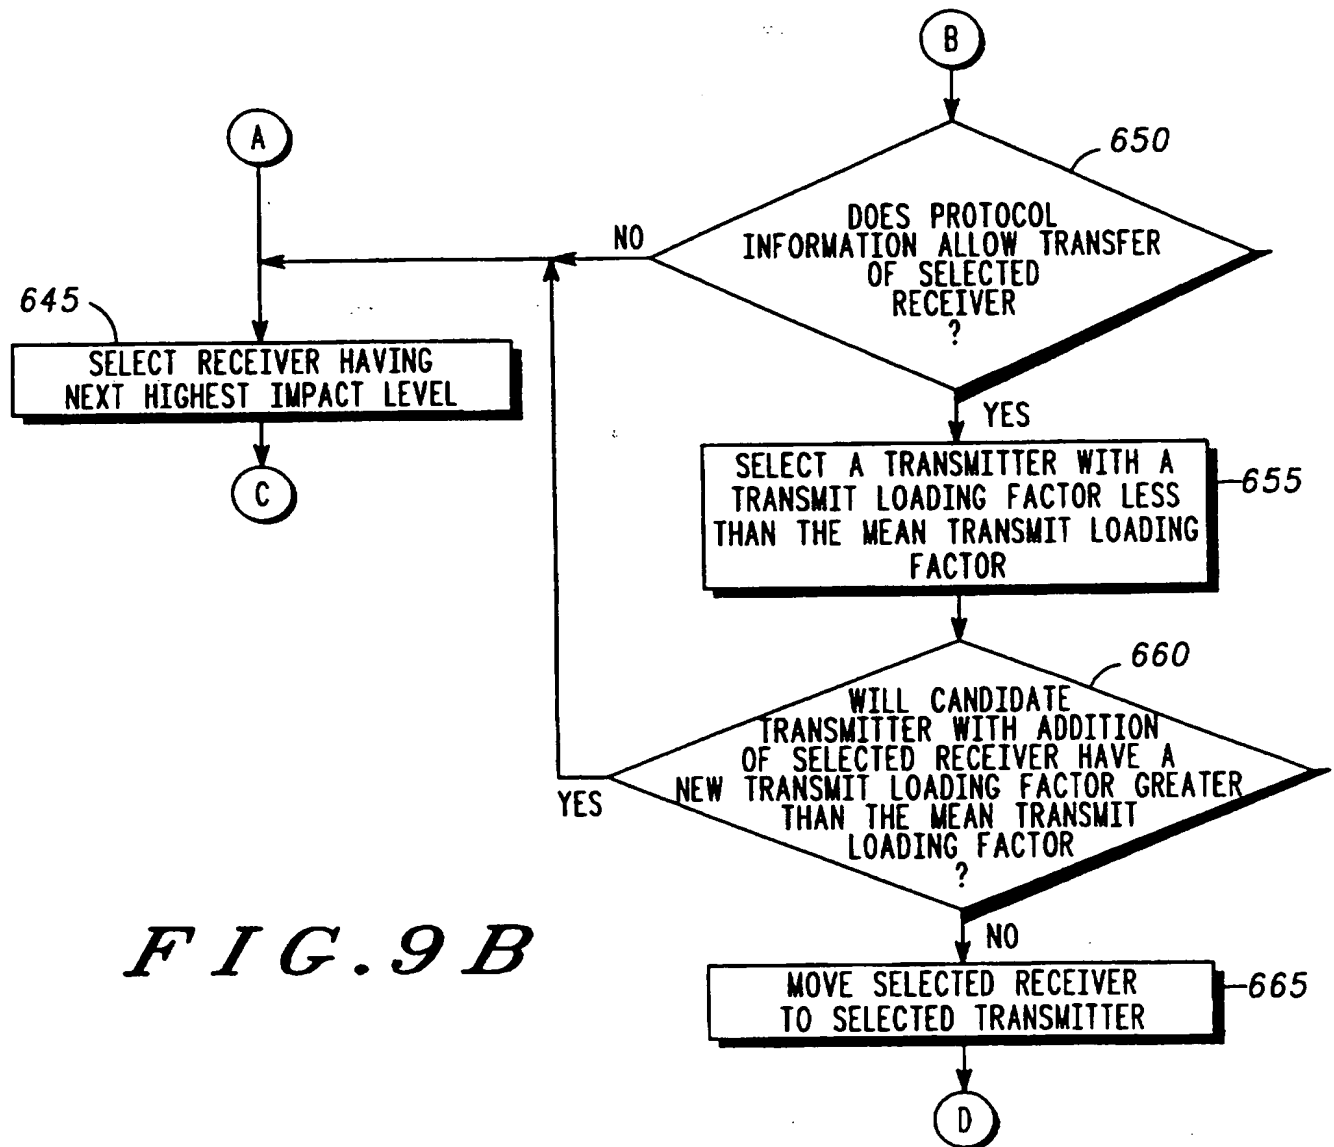 B
A
650
DOES PROTOCOL
INFORMATION ALLOW TRANSFER
OF SELECTED
RECEIVER
?
NO
645
SELECT RECEIVER HAVING
NEXT HIGHEST IMPACT LEVEL
C
YES
SELECT A TRANSMITTER WITH A
TRANSMIT LOADING FACTOR LESS
THAN THE MEAN TRANSMIT LOADING
FACTOR
655
660
WILL CANDIDATE
TRANSMITTER WITH ADDITION
OF SELECTED RECEIVER HAVE A
NEW TRANSMIT LOADING FACTOR GREATER
THAN THE MEAN TRANSMIT
LOADING FACTOR
?
YES
NO
MOVE SELECTED RECEIVER
TO SELECTED TRANSMITTER
665
D
FIG.9B